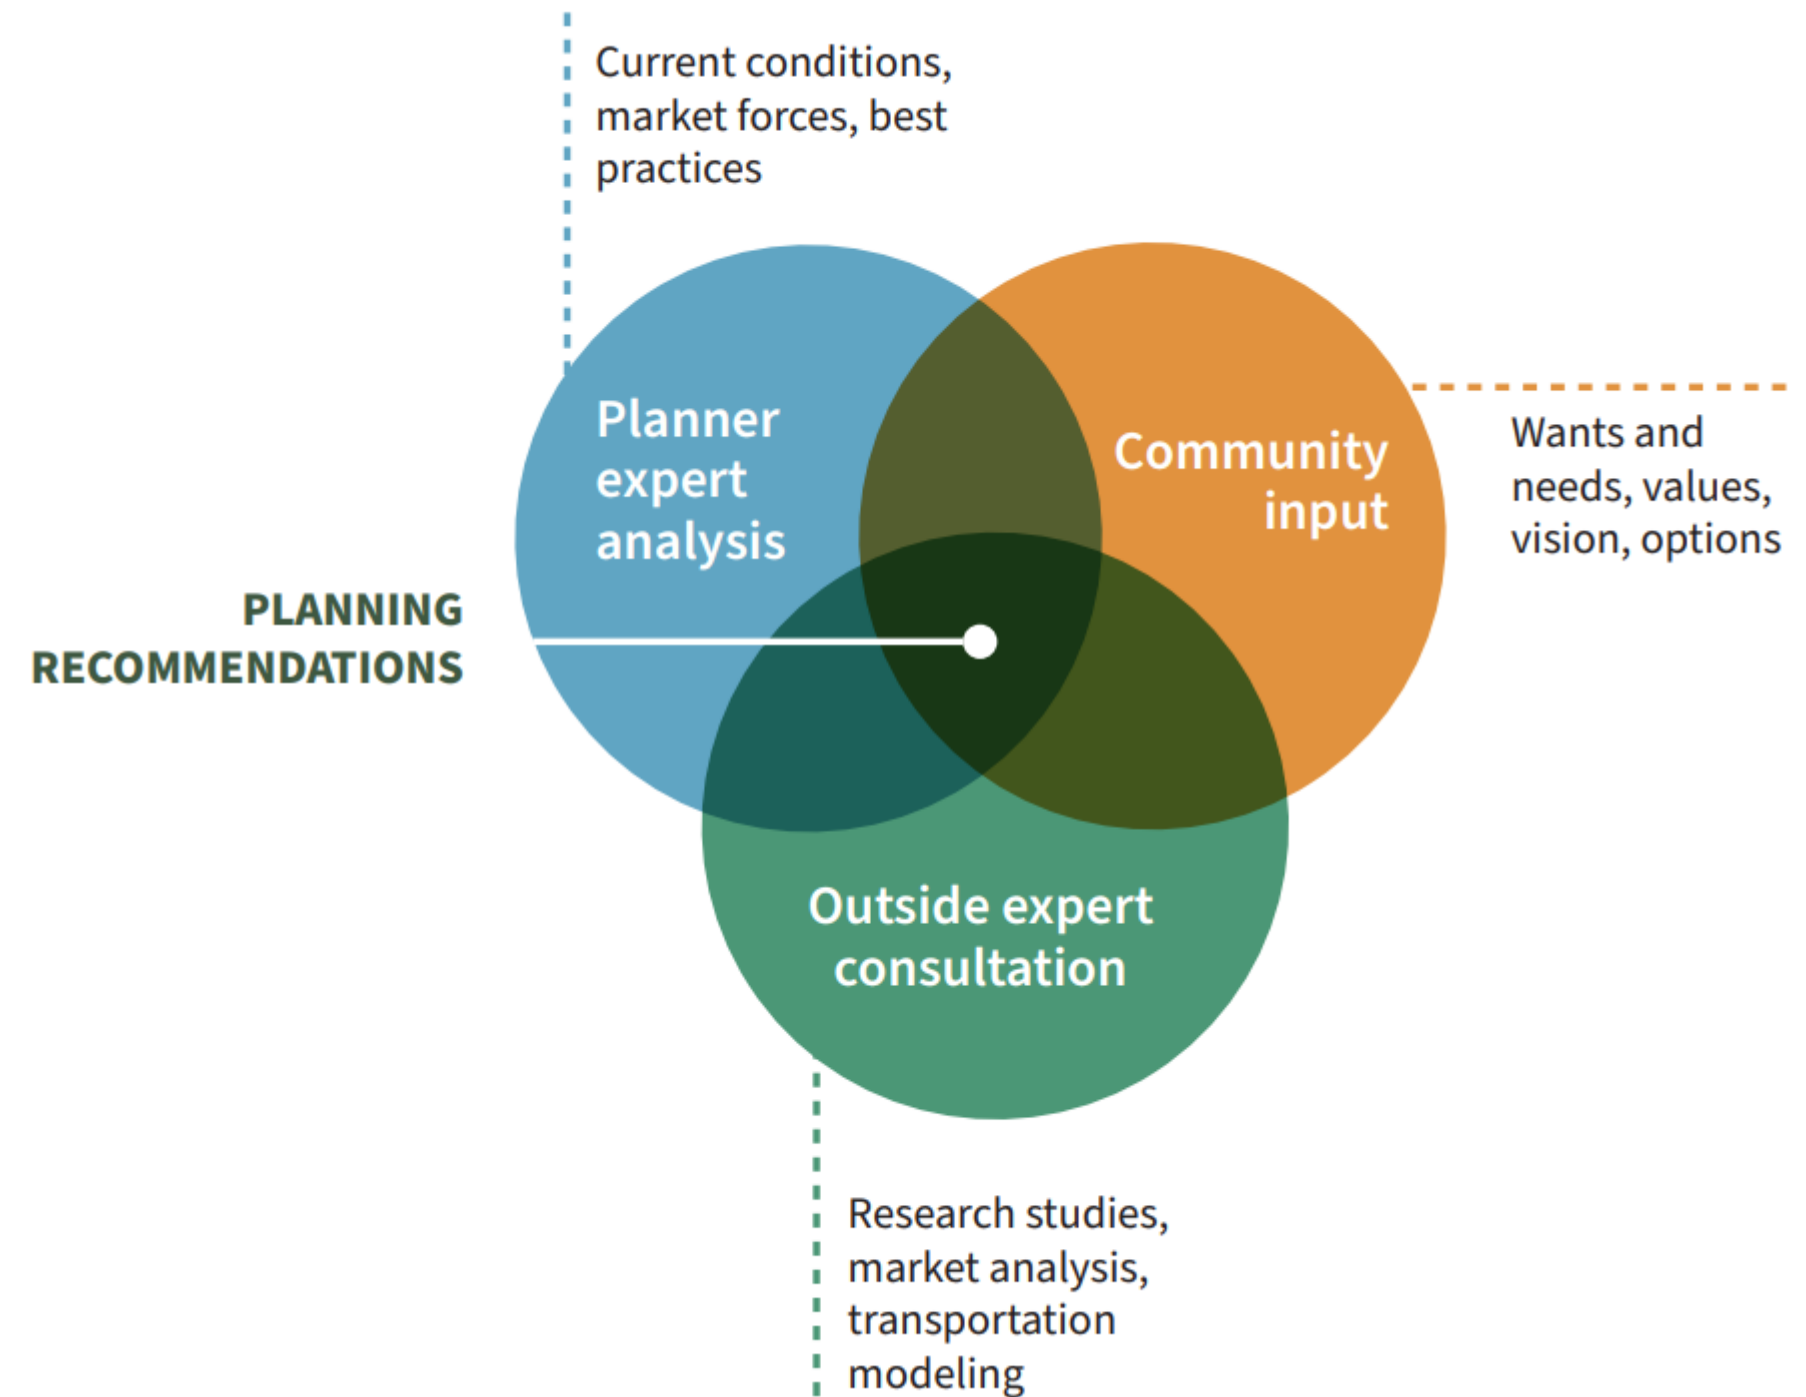 Current conditions,
market forces, best
practices
Planner
expert
analysis
Community
input
Wants and
needs, values,
vision, options
PLANNING
RECOMMENDATIONS
Outside expert
consultation
Research studies,
market analysis,
transportation
modeling